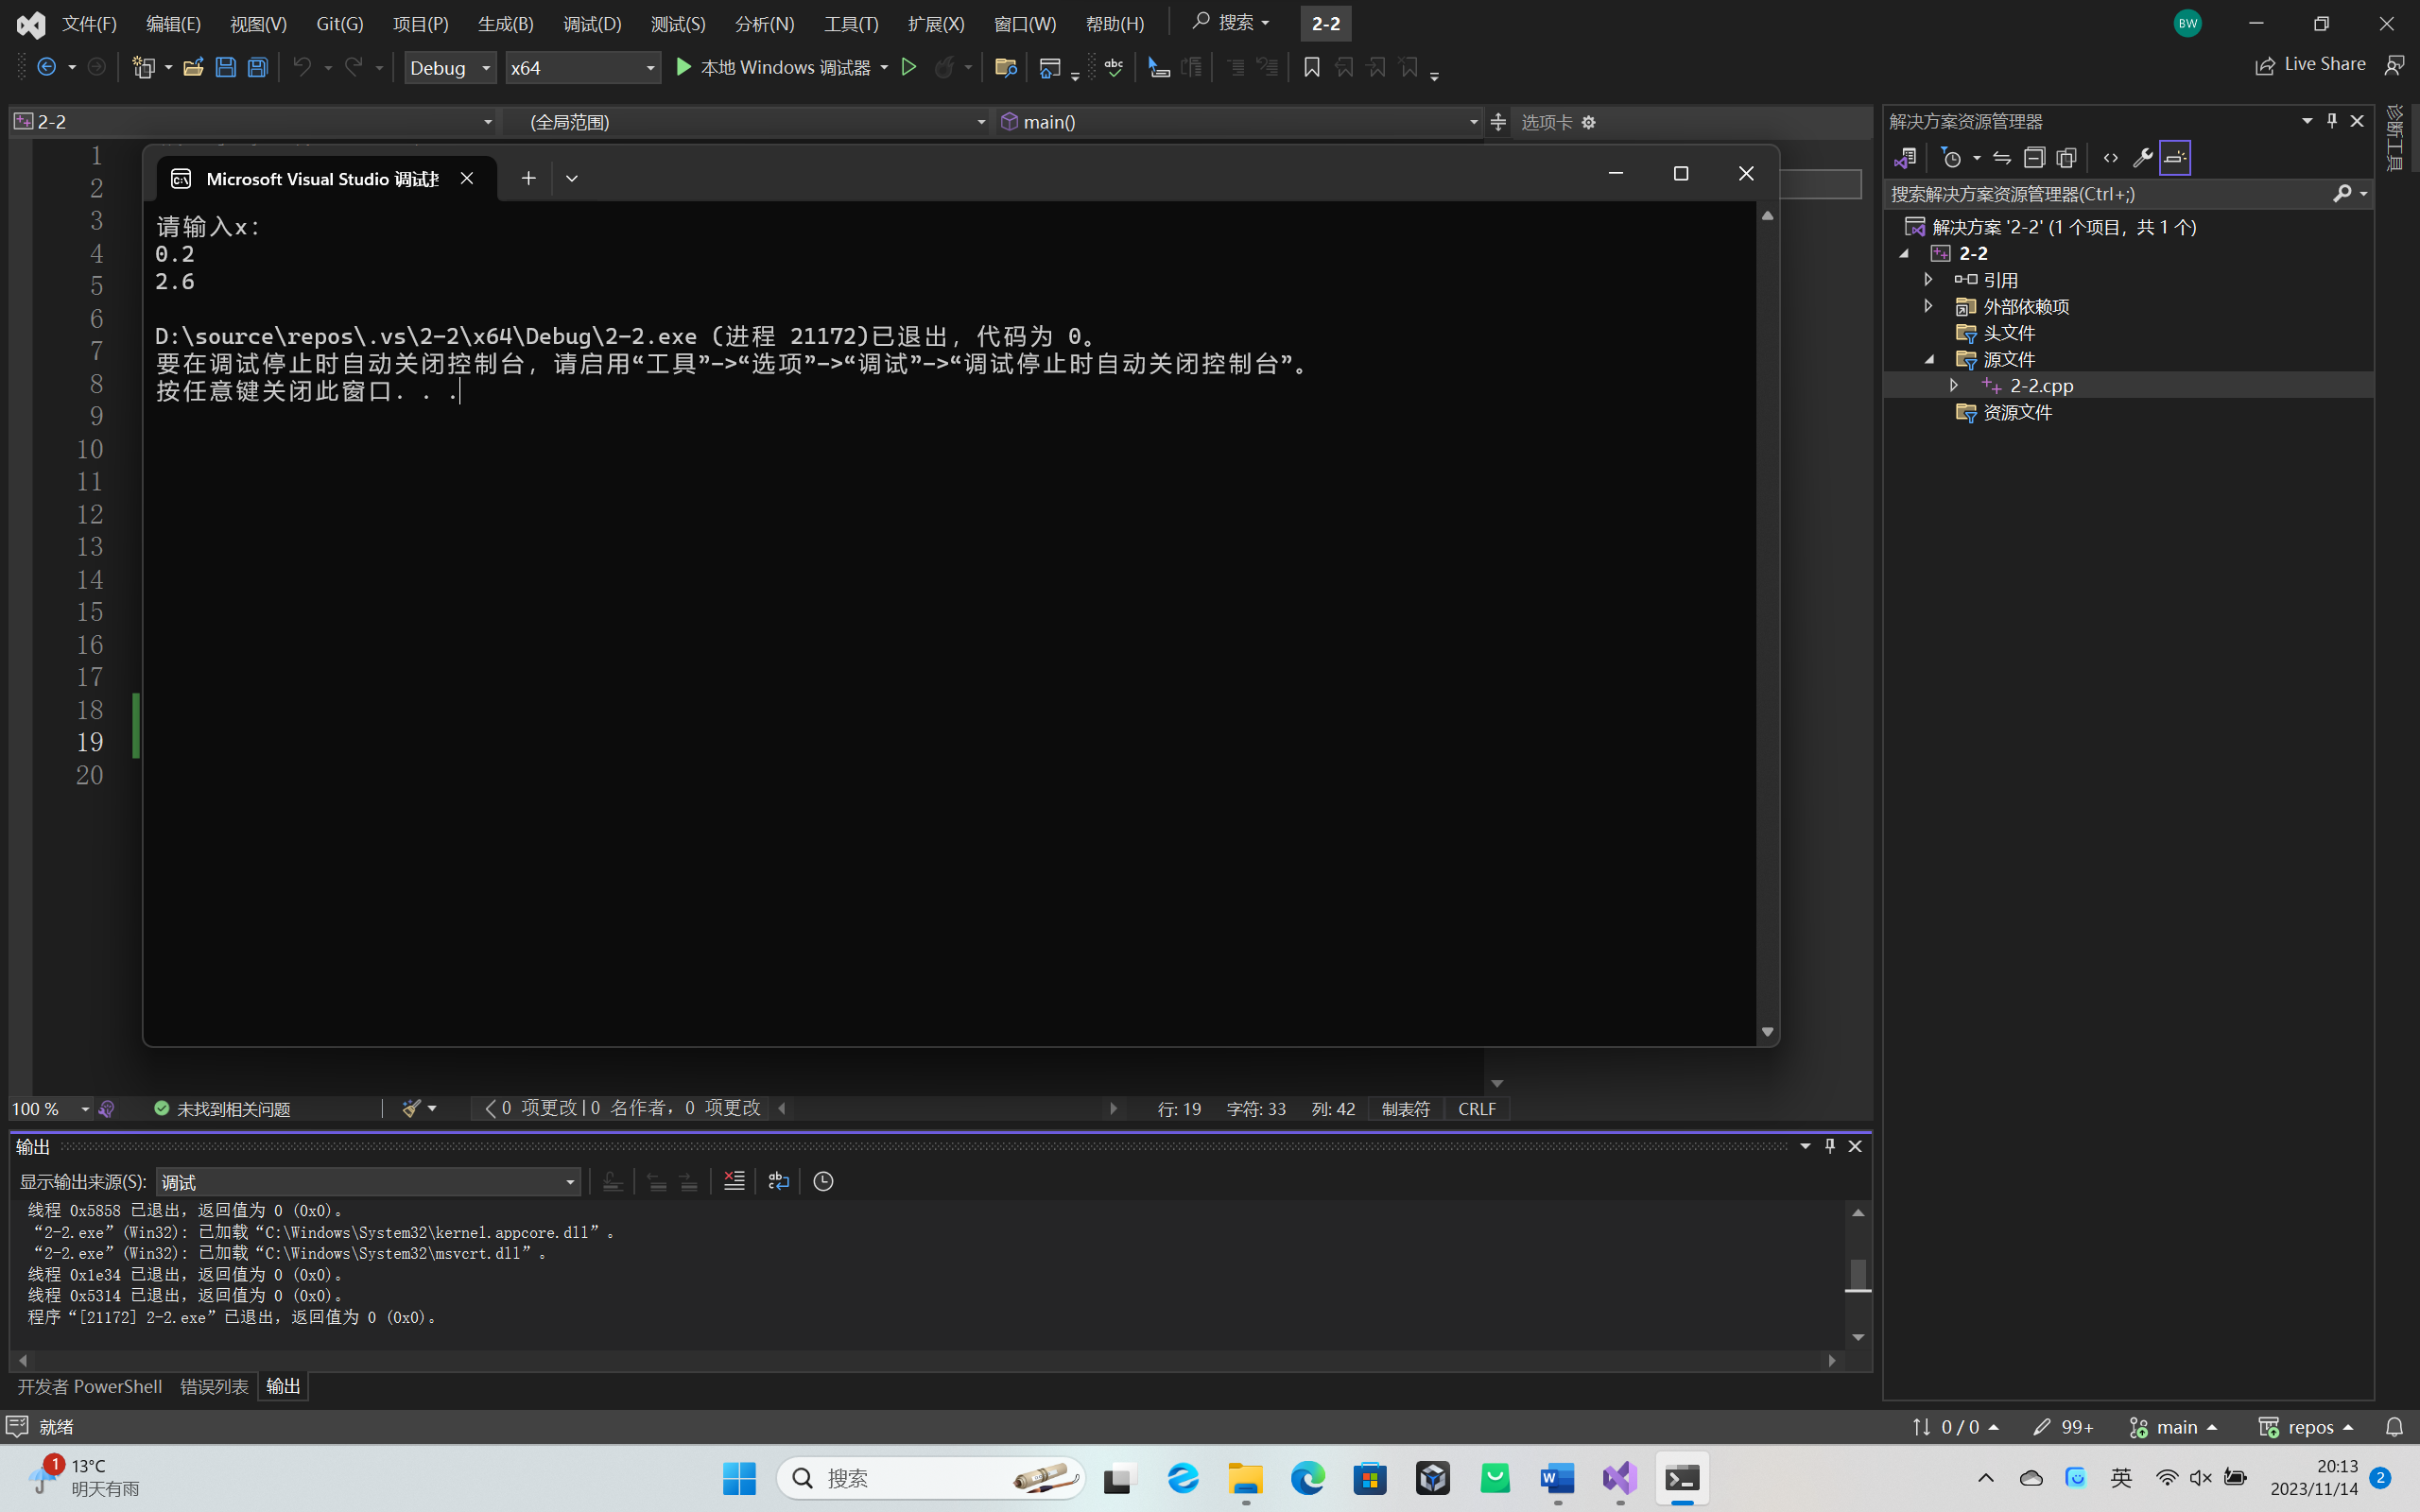 文件(F) 编辑(E) 视图(V) Git(G) 项目(P) 生成(B) 调试(D) 测试(S) 分析(N) 工具(T) 扩展(X) 窗口(W) 帮助(H) 搜索 2-2 BW
Debug x64 本地 Windows 调试器 Live Share
2-2 (全局范围) main() 选项卡
1
2
3
4
5
6
7
8
9
10
11
12
13
14
15
16
17
18
19
20
Microsoft Visual Studio 调试
请输入x：
0.2
2.6
D:\source\repos\.vs\2-2\x64\Debug\2-2.exe (进程 21172)已退出，代码为 0。
要在调试停止时自动关闭控制台，请启用“工具”->“选项”->“调试”->“调试停止时自动关闭控制台”。
按任意键关闭此窗口. . .
解决方案资源管理器
搜索解决方案资源管理器(Ctrl+;)
解决方案 '2-2' (1 个项目，共 1 个)
2-2
引用
外部依赖项
头文件
源文件
2-2.cpp
资源文件
诊断工具
100 % 未找到相关问题 0 项更改 | 0 名作者，0 项更改 行: 19 字符: 33 列: 42 制表符 CRLF
输出
显示输出来源(S): 调试
线程 0x5858 已退出，返回值为 0 (0x0)。
“2-2.exe”(Win32): 已加载“C:\Windows\System32\kernel.appcore.dll”。
“2-2.exe”(Win32): 已加载“C:\Windows\System32\msvcrt.dll”。
线程 0x1e34 已退出，返回值为 0 (0x0)。
线程 0x5314 已退出，返回值为 0 (0x0)。
程序“[21172] 2-2.exe”已退出，返回值为 0 (0x0)。
开发者 PowerShell 错误列表 输出
就绪 0 / 0 99+ main repos
1 13°C
明天有雨
搜索
英
20:13
2023/11/14
2